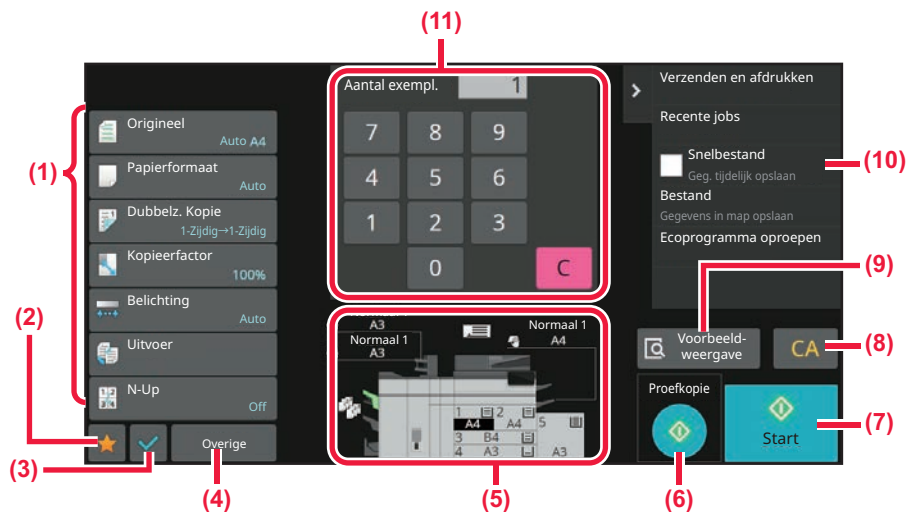 (11)
Aantal exempl. 1
7 8 9
4 5 6
1 2 3
0 C
(1)
Origineel
Auto A4
Papierformaat
Auto
Dubbelz. Kopie
1-Zijdig→1-Zijdig
Kopieerfactor
100%
Belichting
Auto
Uitvoer
N-Up
Off
(2)
(3)
Overige
(4)
A3
Normaal 1
A3
Normaal 1
A4
1 2
A4 A4 5
3 B4
4 A3 A3
(5)
Verzenden en afdrukken
Recente jobs
Snelbestand
Geg. tijdelijk opslaan
Bestand
Gegevens in map opslaan
Ecoprogramma oproepen
(10)
(9)
Voorbeeld-
weergave
CA
(8)
Proefkopie
Start
(7)
(6)